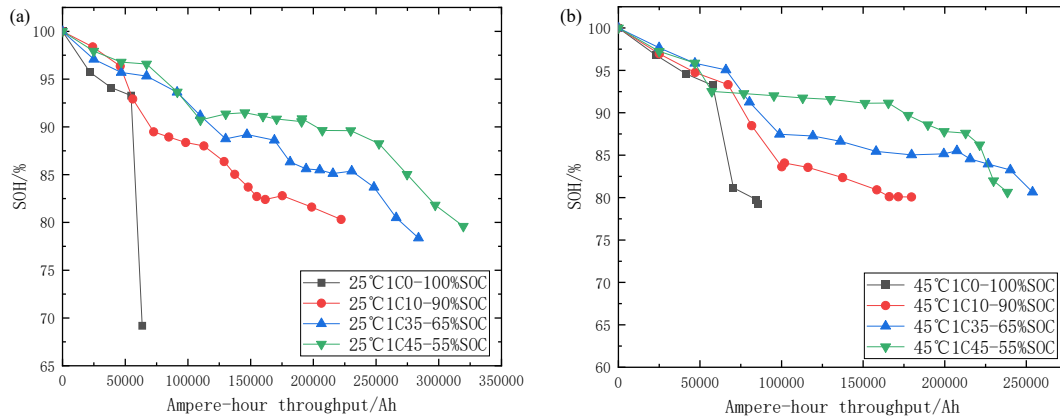 (a)
100
95
90
85
80
75
70
65
SOH/%
0 50000 100000 150000 200000 250000 300000 350000
Ampere-hour throughput/Ah
25℃1C0-100%SOC
25℃1C10-90%SOC
25℃1C35-65%SOC
25℃1C45-55%SOC
(b)
100
95
90
85
80
75
70
65
60
SOH/%
0 50000 100000 150000 200000 250000
Ampere-hour throughput/Ah
45℃1C0-100%SOC
45℃1C10-90%SOC
45℃1C35-65%SOC
45℃1C45-55%SOC